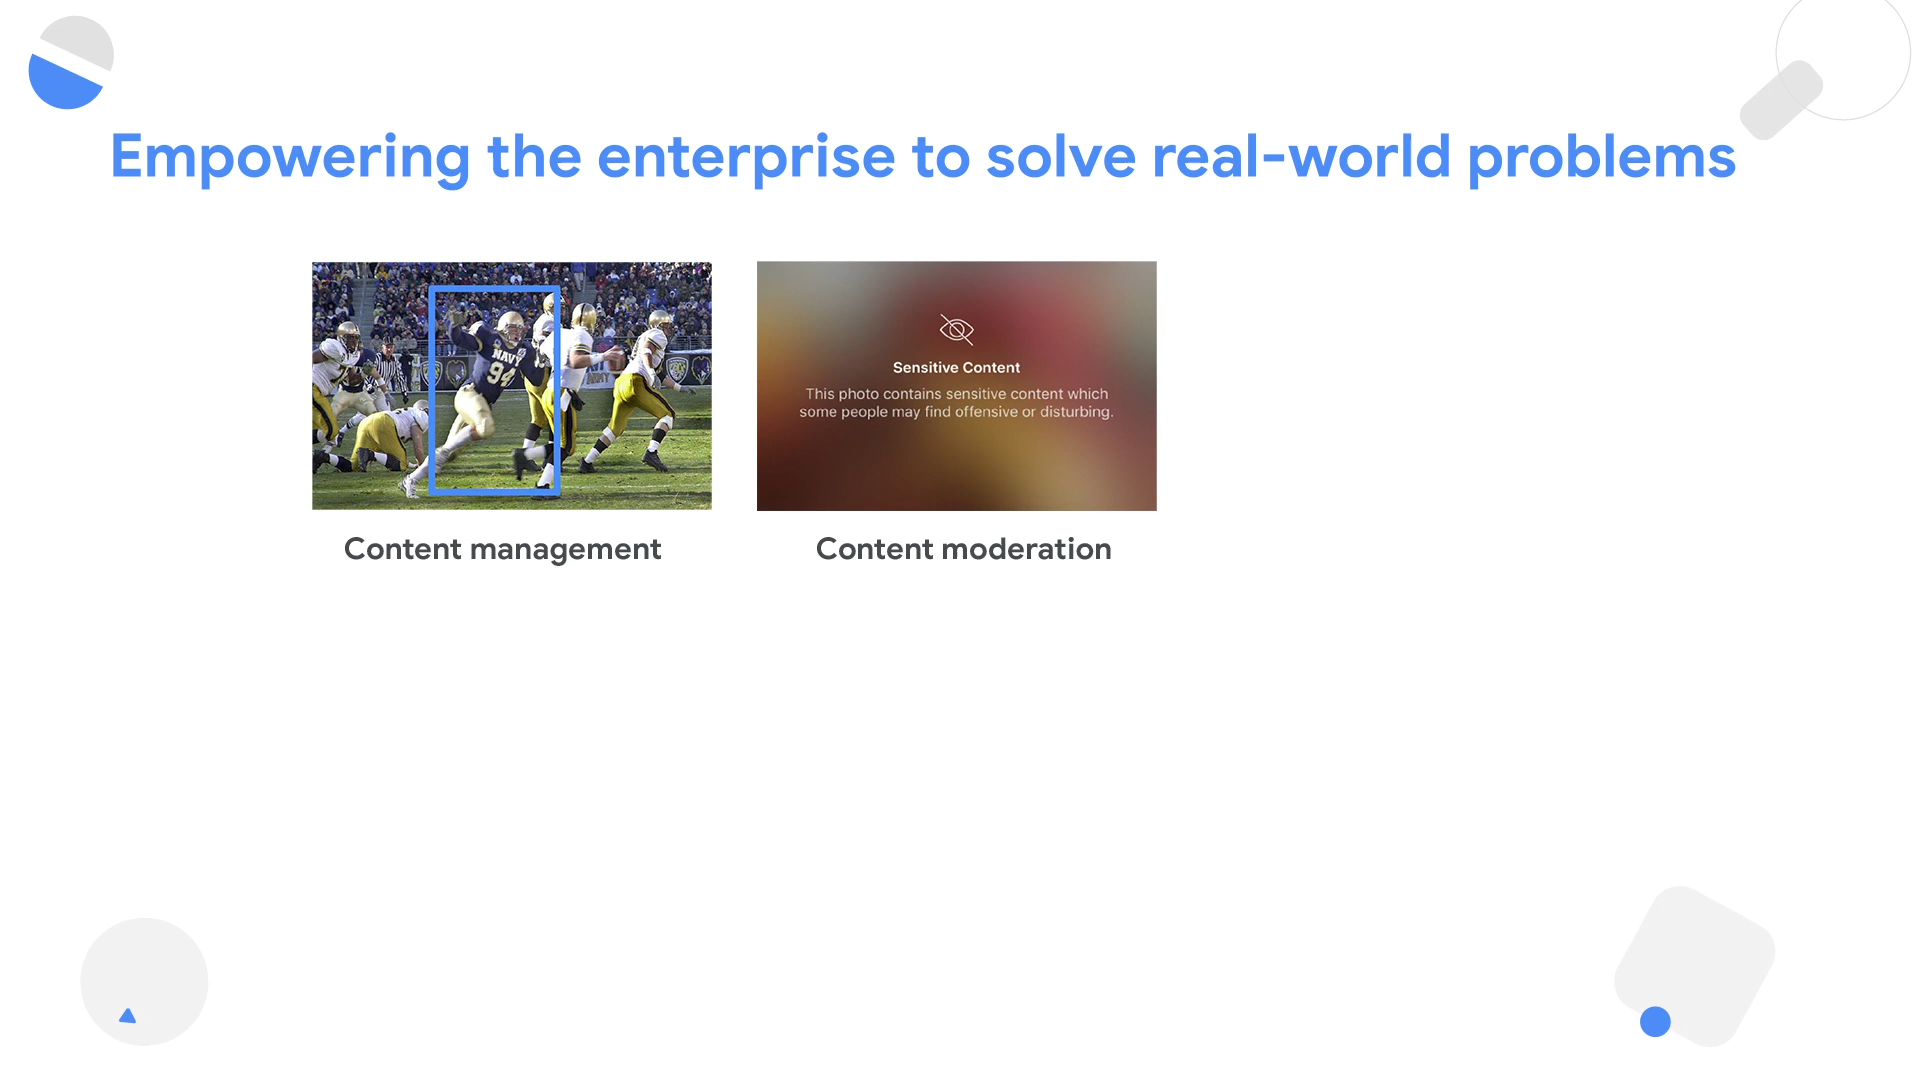 Empowering the enterprise to solve real-world problems
NAVY
94
Sensitive Content
This photo contains sensitive content which
some people may find offensive or disturbing.
Content management
Content moderation